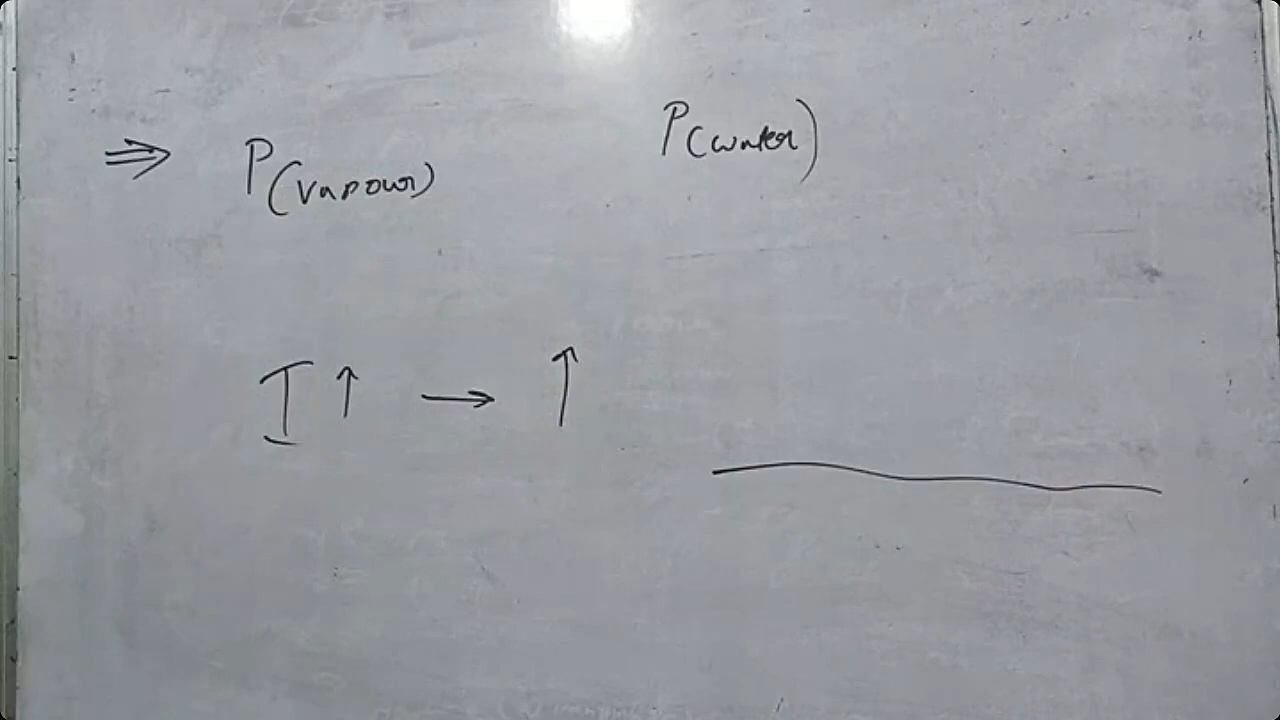 ⇒ P(vapour) P(water)
I ↑ → ↑